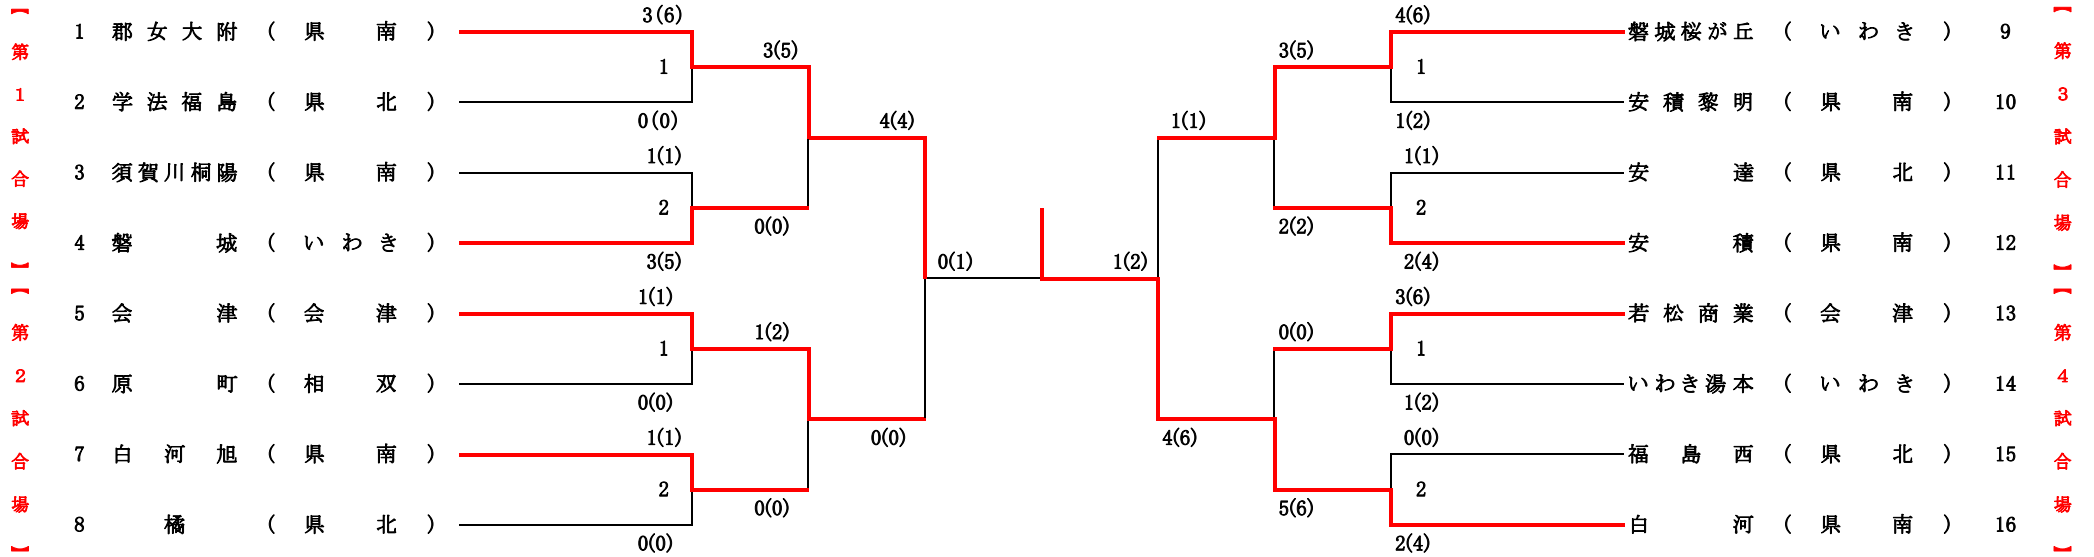 【第1試合場】
3(6)
1 郡女大附 ( 県南 )
3(5)
1
2 学法福島 ( 県北 )
0(0)
4(4)
1(1)
3 須賀川桐陽 ( 県南 )
2
0(0)
4 磐城 ( いわき )
3(5)
0(1)
【第2試合場】
1(1)
5 会津 ( 会津 )
1(2)
1
6 原町 ( 相双 )
0(0)
0(0)
1(1)
7 白河旭 ( 県南 )
2
0(0)
8 橘 ( 県北 )
0(0)
【第3試合場】
4(6)
磐城桜が丘 ( いわき ) 9
3(5)
1
安積黎明 ( 県南 ) 10
1(2)
1(1)
1(1)
安達 ( 県北 ) 11
2
2(2)
安積 ( 県南 ) 12
2(4)
1(2)
【第4試合場】
3(6)
若松商業 ( 会津 ) 13
0(0)
1
いわき湯本 ( いわき ) 14
1(2)
4(6)
0(0)
福島西 ( 県北 ) 15
2
5(6)
白河 ( 県南 ) 16
2(4)